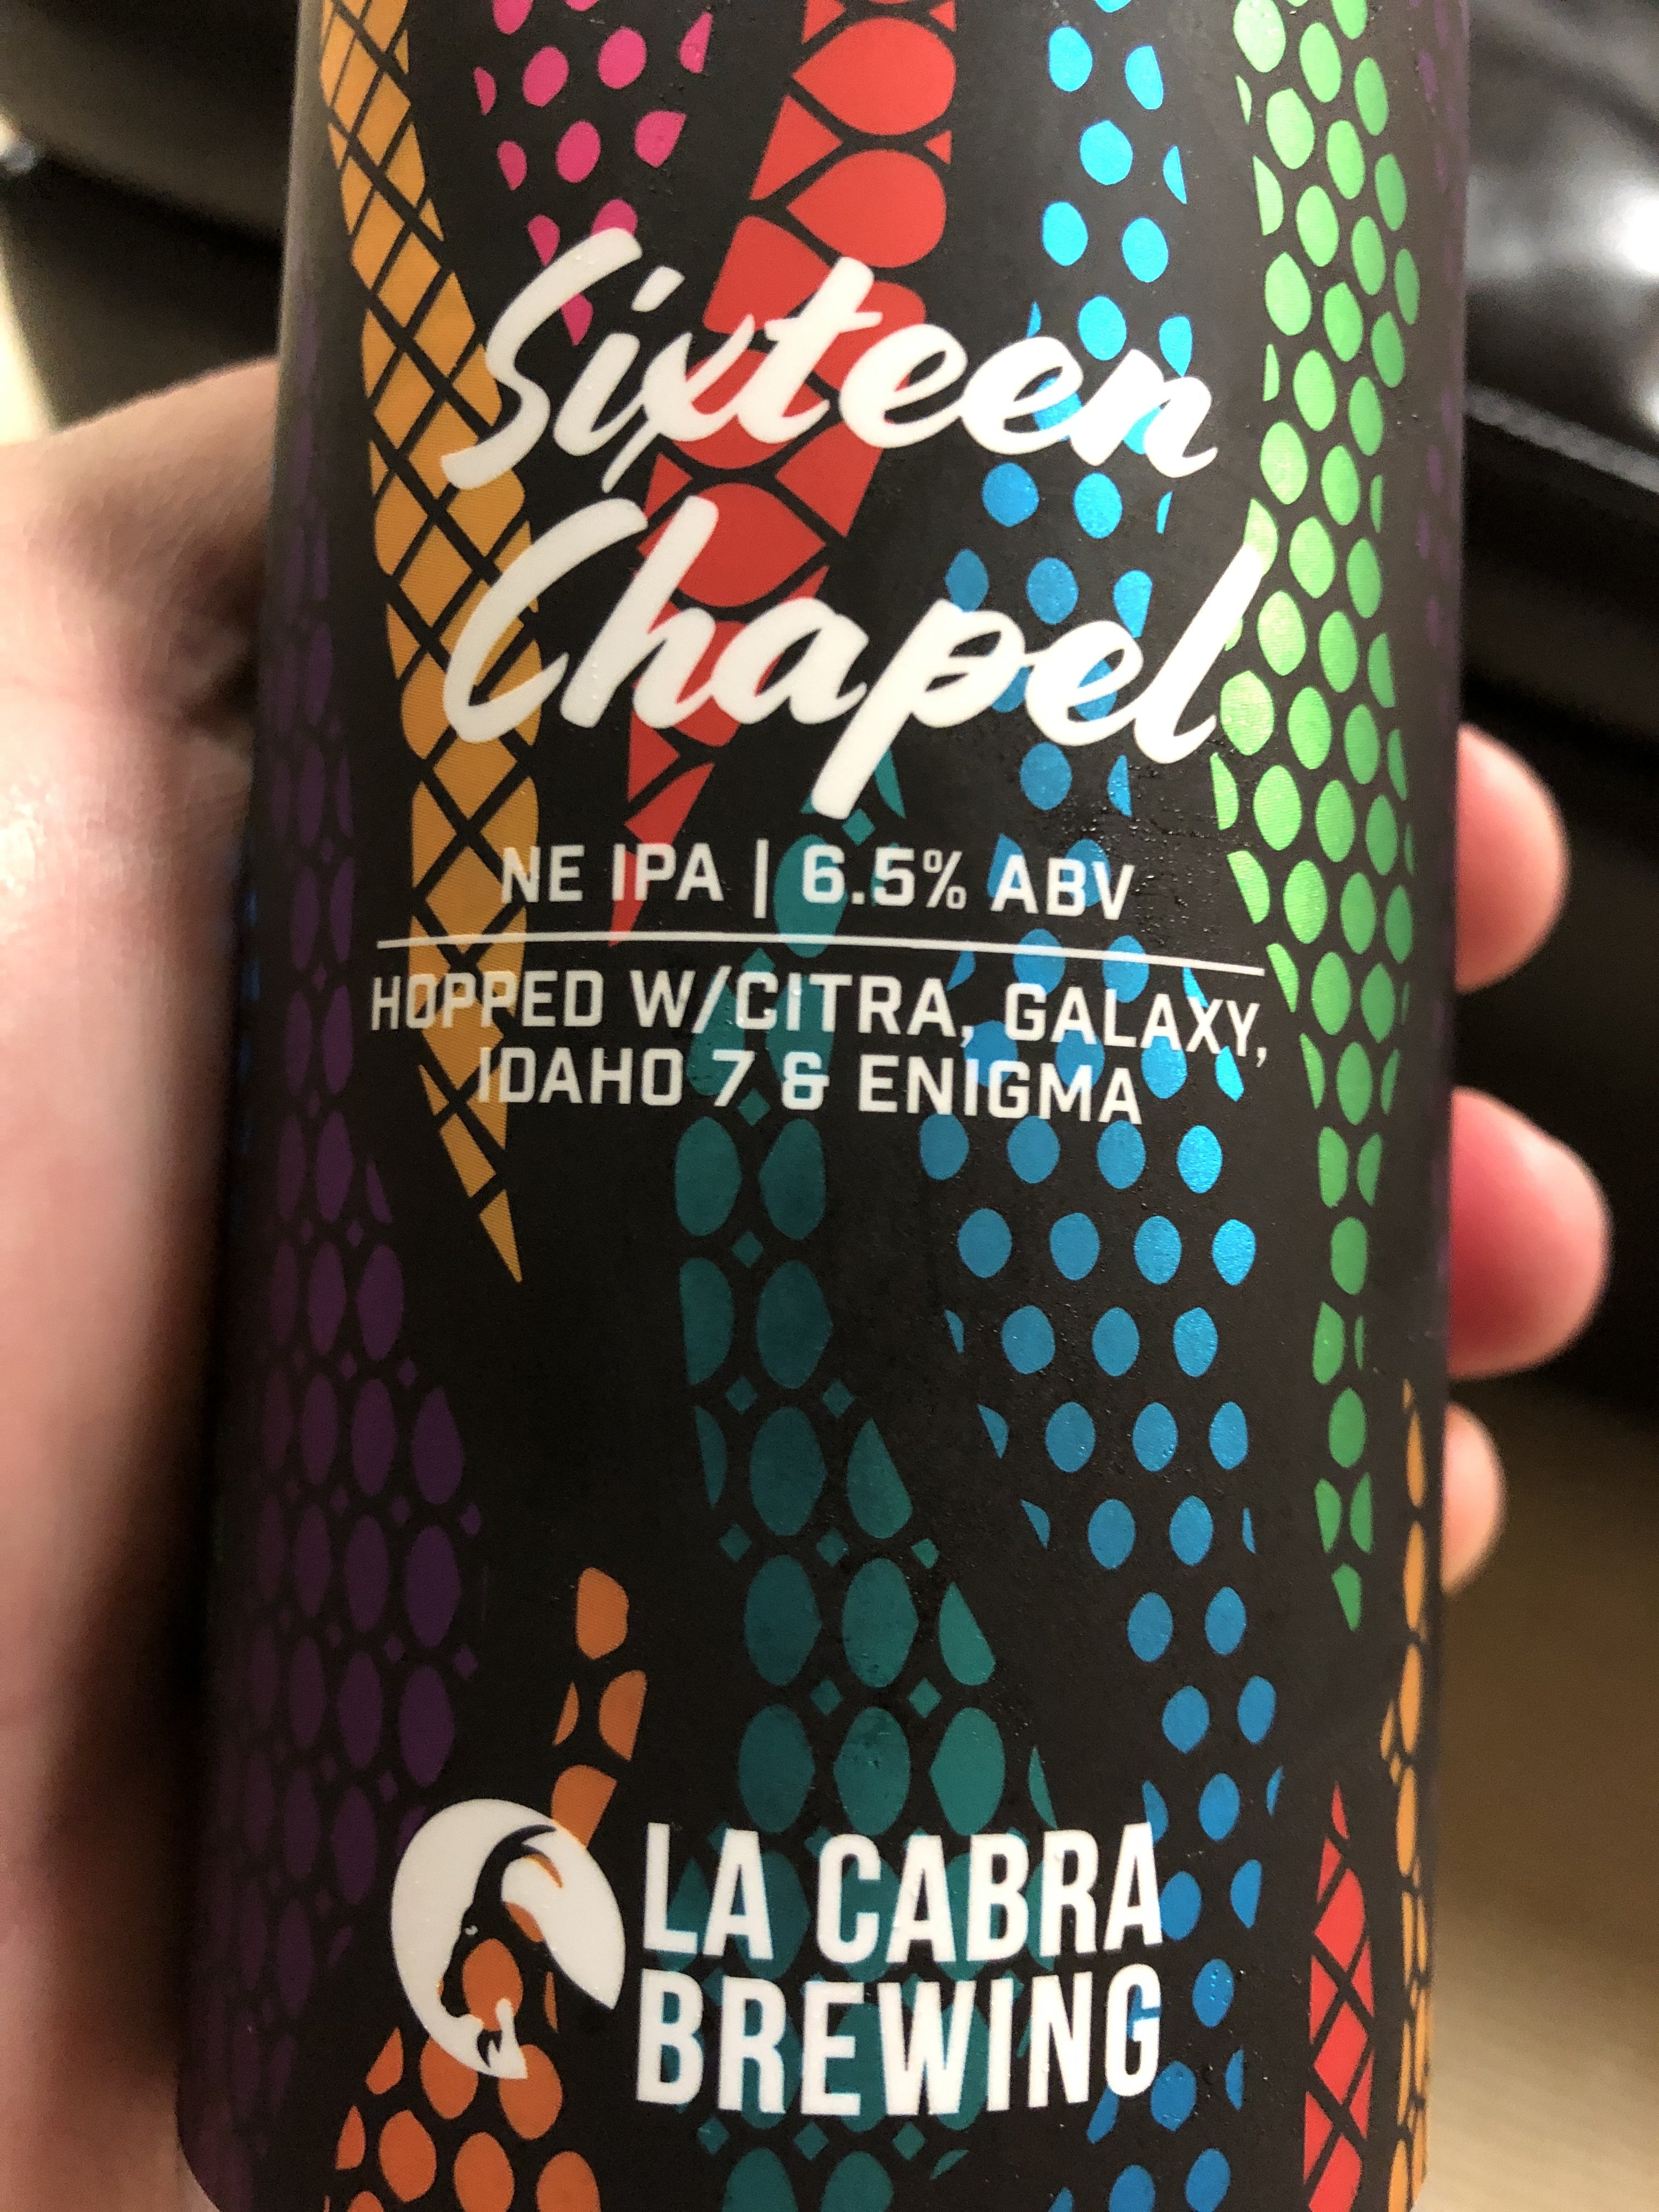 Sixteen
Chapel
NE IPA | 6.5% ABV
HOPPED W/CITRA, GALAXY,
IDAHO 7 & ENIGMA
LA CABRA
BREWING